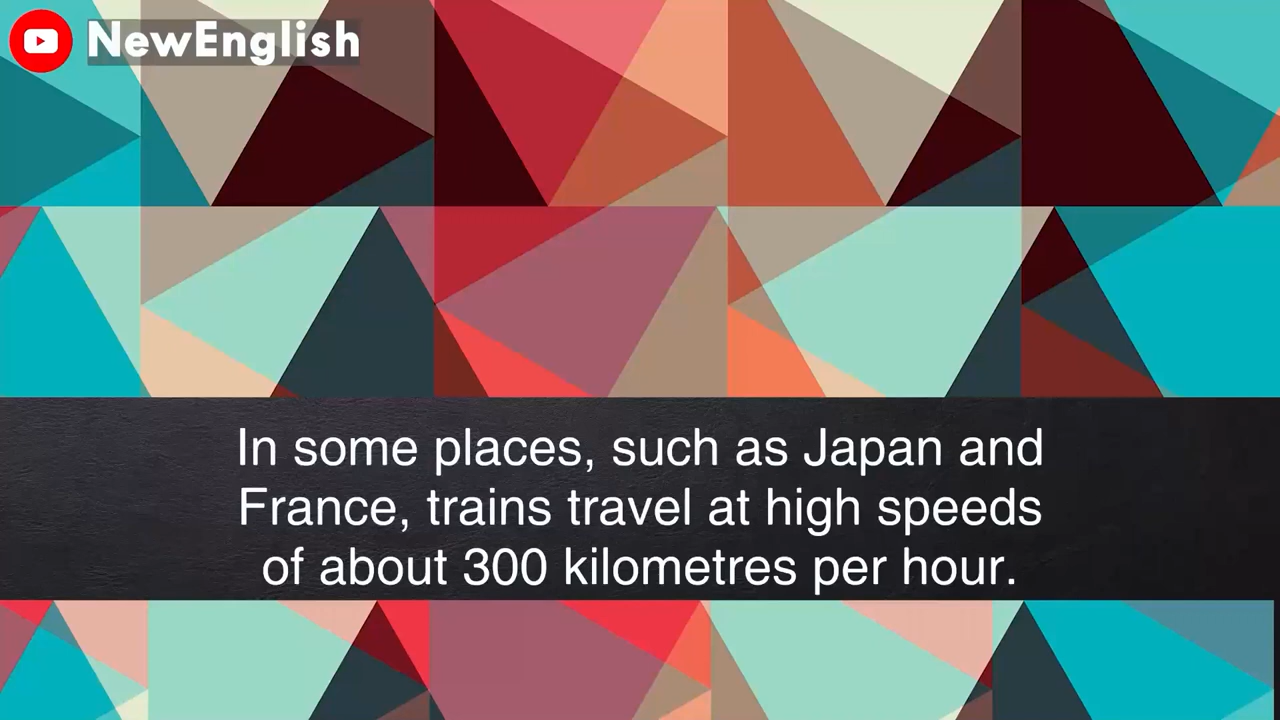 NewEnglish
In some places, such as Japan and
France, trains travel at high speeds
of about 300 kilometres per hour.